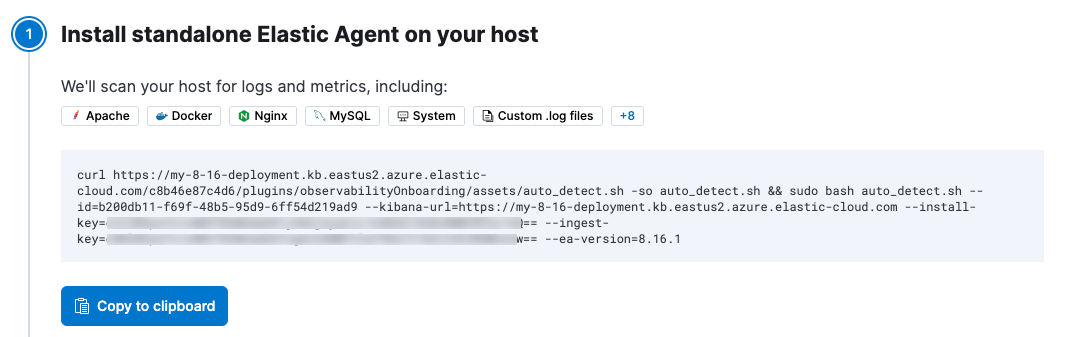 1
Install standalone Elastic Agent on your host
We'll scan your host for logs and metrics, including:
Apache Docker Nginx MySQL System Custom .log files +8
curl https://my-8-16-deployment.kb.eastus2.azure.elastic-
cloud.com/c8b46e87c4d6/plugins/observabilityOnboarding/assets/auto_detect.sh -so auto_detect.sh && sudo bash auto_detect.sh --
id=b200db11-f69f-48b5-95d9-6ff54d219ad9 --kibana-url=https://my-8-16-deployment.kb.eastus2.azure.elastic-cloud.com --install-
key= == --ingest-
key= w== --ea-version=8.16.1
Copy to clipboard